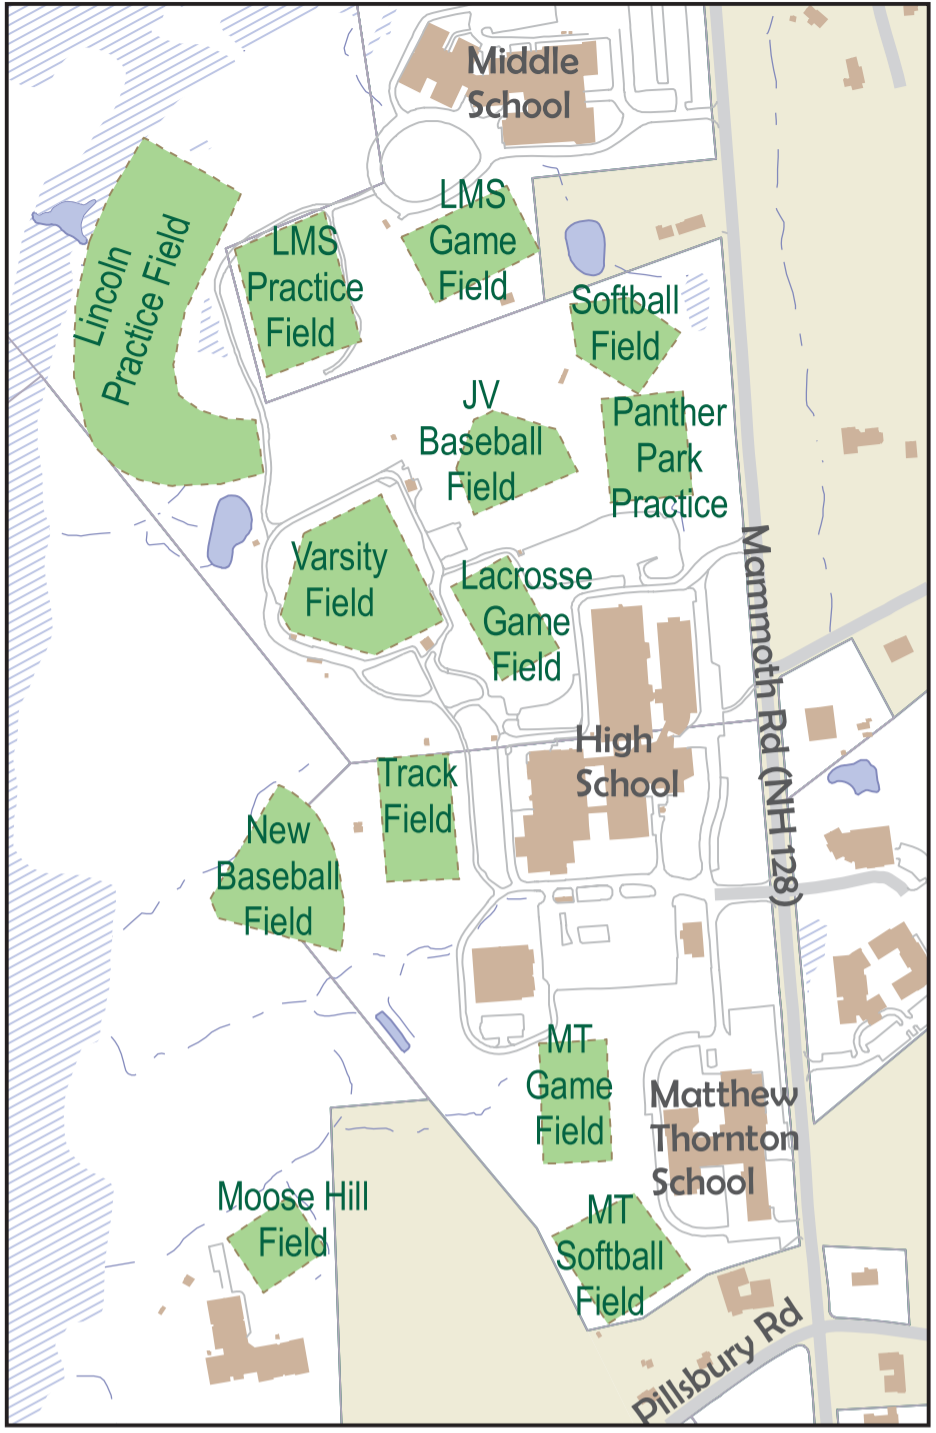 Middle
School
LMS
Game
Field
Lincoln
Practice Field
LMS
Practice
Field
Softball
Field
JV
Baseball
Field
Panther
Park
Practice
Varsity
Field
Lacrosse
Game
Field
Mammoth Rd (NH 128)
High
School
Track
Field
New
Baseball
Field
MT
Game
Field
Matthew
Thornton
School
Moose Hill
Field
MT
Softball
Field
Pillsbury Rd